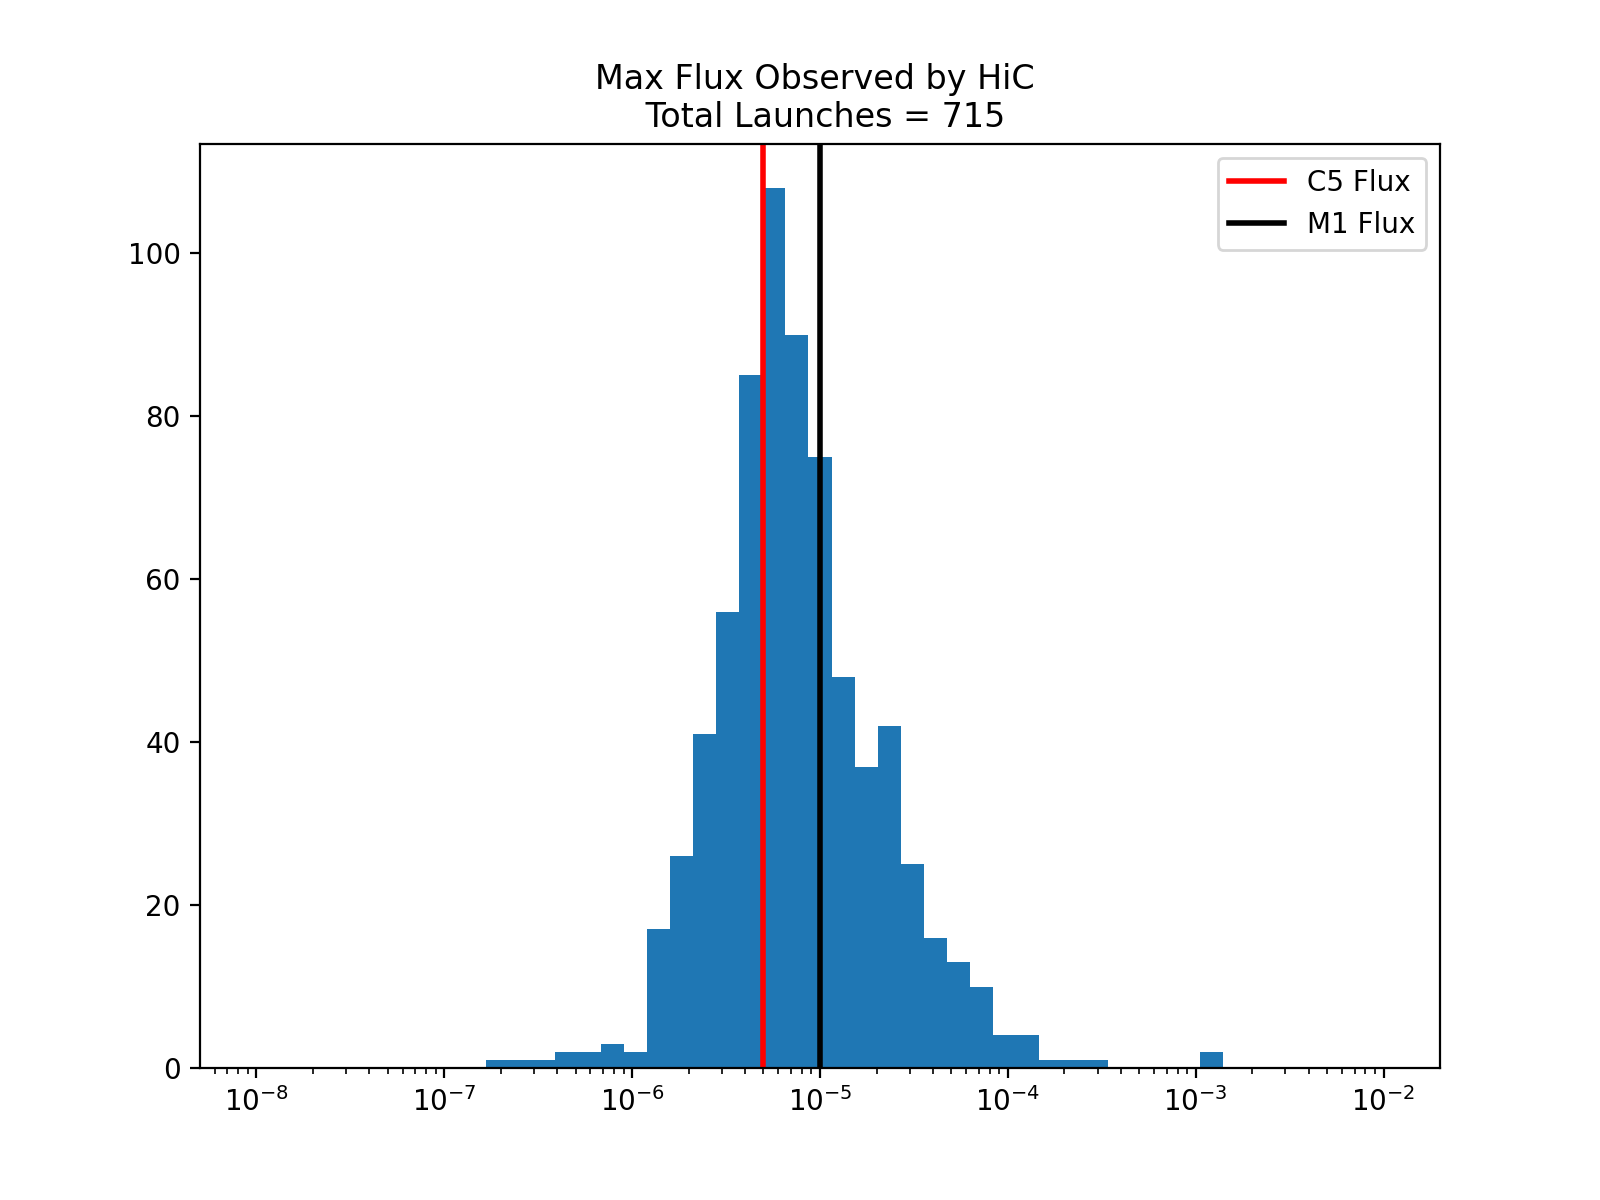 Max Flux Observed by HiC
Total Launches = 715
C5 Flux
M1 Flux
100
80
60
40
20
0
10⁻⁸ 10⁻⁷ 10⁻⁶ 10⁻⁵ 10⁻⁴ 10⁻³ 10⁻²